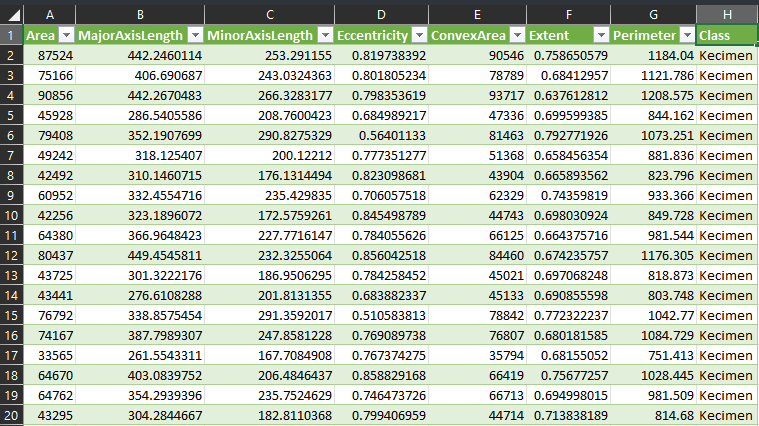 A B C D E F G H
1 Area MajorAxisLength MinorAxisLength Eccentricity ConvexArea Extent Perimeter Class
2 87524 442.2460114 253.291155 0.819738392 90546 0.758650579 1184.04 Kecimen
3 75166 406.690687 243.0324363 0.801805234 78789 0.68412957 1121.786 Kecimen
4 90856 442.2670483 266.3283177 0.798353619 93717 0.637612812 1208.575 Kecimen
5 45928 286.5405586 208.7600423 0.684989217 47336 0.699599385 844.162 Kecimen
6 79408 352.1907699 290.8275329 0.56401133 81463 0.792771926 1073.251 Kecimen
7 49242 318.125407 200.12212 0.777351277 51368 0.658456354 881.836 Kecimen
8 42492 310.1460715 176.1314494 0.823098681 43904 0.665893562 823.796 Kecimen
9 60952 332.4554716 235.429835 0.706057518 62329 0.74359819 933.366 Kecimen
10 42256 323.1896072 172.5759261 0.845498789 44743 0.698030924 849.728 Kecimen
11 64380 366.9648423 227.7716147 0.784055626 66125 0.664375716 981.544 Kecimen
12 80437 449.4545811 232.3255064 0.856042518 84460 0.674235757 1176.305 Kecimen
13 43725 301.3222176 186.9506295 0.784258452 45021 0.697068248 818.873 Kecimen
14 43441 276.6108288 201.8131355 0.683882337 45133 0.690855598 803.748 Kecimen
15 76792 338.8575454 291.3592017 0.510583813 78842 0.772322237 1042.77 Kecimen
16 74167 387.7989307 247.8581228 0.769089738 76807 0.680181585 1084.729 Kecimen
17 33565 261.5543311 167.7084908 0.767374275 35794 0.68155052 751.413 Kecimen
18 64670 403.0839752 206.4846437 0.858829168 66419 0.75677257 1028.445 Kecimen
19 64762 354.2939396 235.7524629 0.746473726 66713 0.694998015 981.509 Kecimen
20 43295 304.2844667 182.8110368 0.799406959 44714 0.713838189 814.68 Kecimen